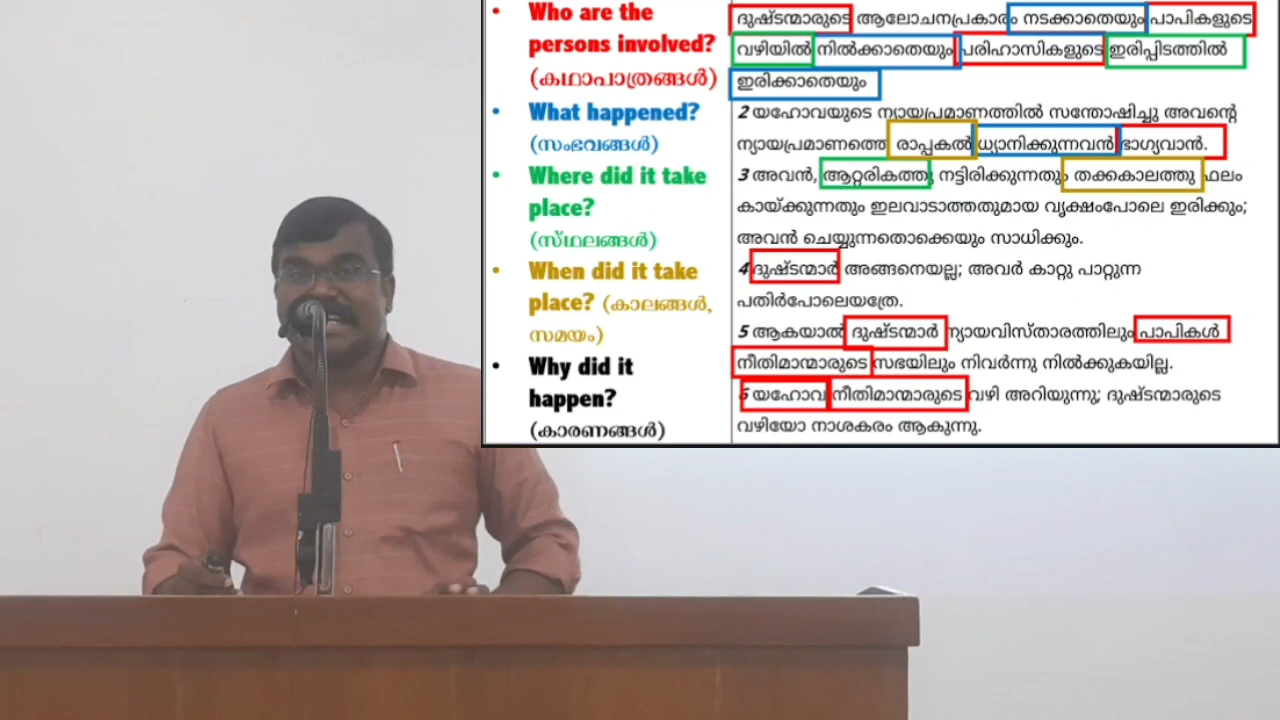 Who are the
persons involved?
(കഥാപാത്രങ്ങൾ)
What happened?
(സംഭവങ്ങൾ)
Where did it take
place?
(സ്ഥലങ്ങൾ)
When did it take
place? (കാലങ്ങൾ,
സമയം)
Why did it
happen?
(കാരണങ്ങൾ)
ദുഷ്ടന്മാരുടെ ആലോചനപ്രകാരം നടക്കാതെയും പാപികളുടെ
വഴിയിൽ നിൽക്കാതെയും പരിഹാസികളുടെ ഇരിപ്പിടത്തിൽ
ഇരിക്കാതെയും
2 യഹോവയുടെ ന്യായപ്രമാണത്തിൽ സന്തോഷിച്ചു അവന്റെ
ന്യായപ്രമാണത്തെ രാപ്പകൽ ധ്യാനിക്കുന്നവൻ ഭാഗ്യവാൻ.
3 അവൻ, ആറ്റരികത്തു നട്ടിരിക്കുന്നതും തക്കകാലത്തു ഫലം
കായ്ക്കുന്നതും ഇലവാടാത്തതുമായ വൃക്ഷംപോലെ ഇരിക്കും;
അവൻ ചെയ്യുന്നതൊക്കെയും സാധിക്കും.
4 ദുഷ്ടന്മാർ അങ്ങനെയല്ല; അവർ കാറ്റു പാറ്റുന്ന
പതിർപോലെയത്രേ.
5 ആകയാൽ ദുഷ്ടന്മാർ ന്യായവിസ്താരത്തിലും പാപികൾ
നീതിമാന്മാരുടെ സഭയിലും നിവർന്നു നിൽക്കുകയില്ല.
6 യഹോവ നീതിമാന്മാരുടെ വഴി അറിയുന്നു; ദുഷ്ടന്മാരുടെ
വഴിയോ നാശകരം ആകുന്നു.